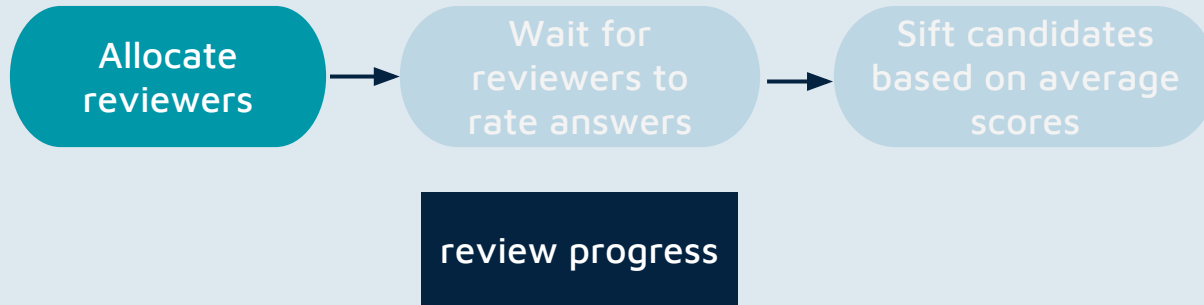 Allocate
reviewers
Wait for
reviewers to
rate answers
Sift candidates
based on average
scores
review progress